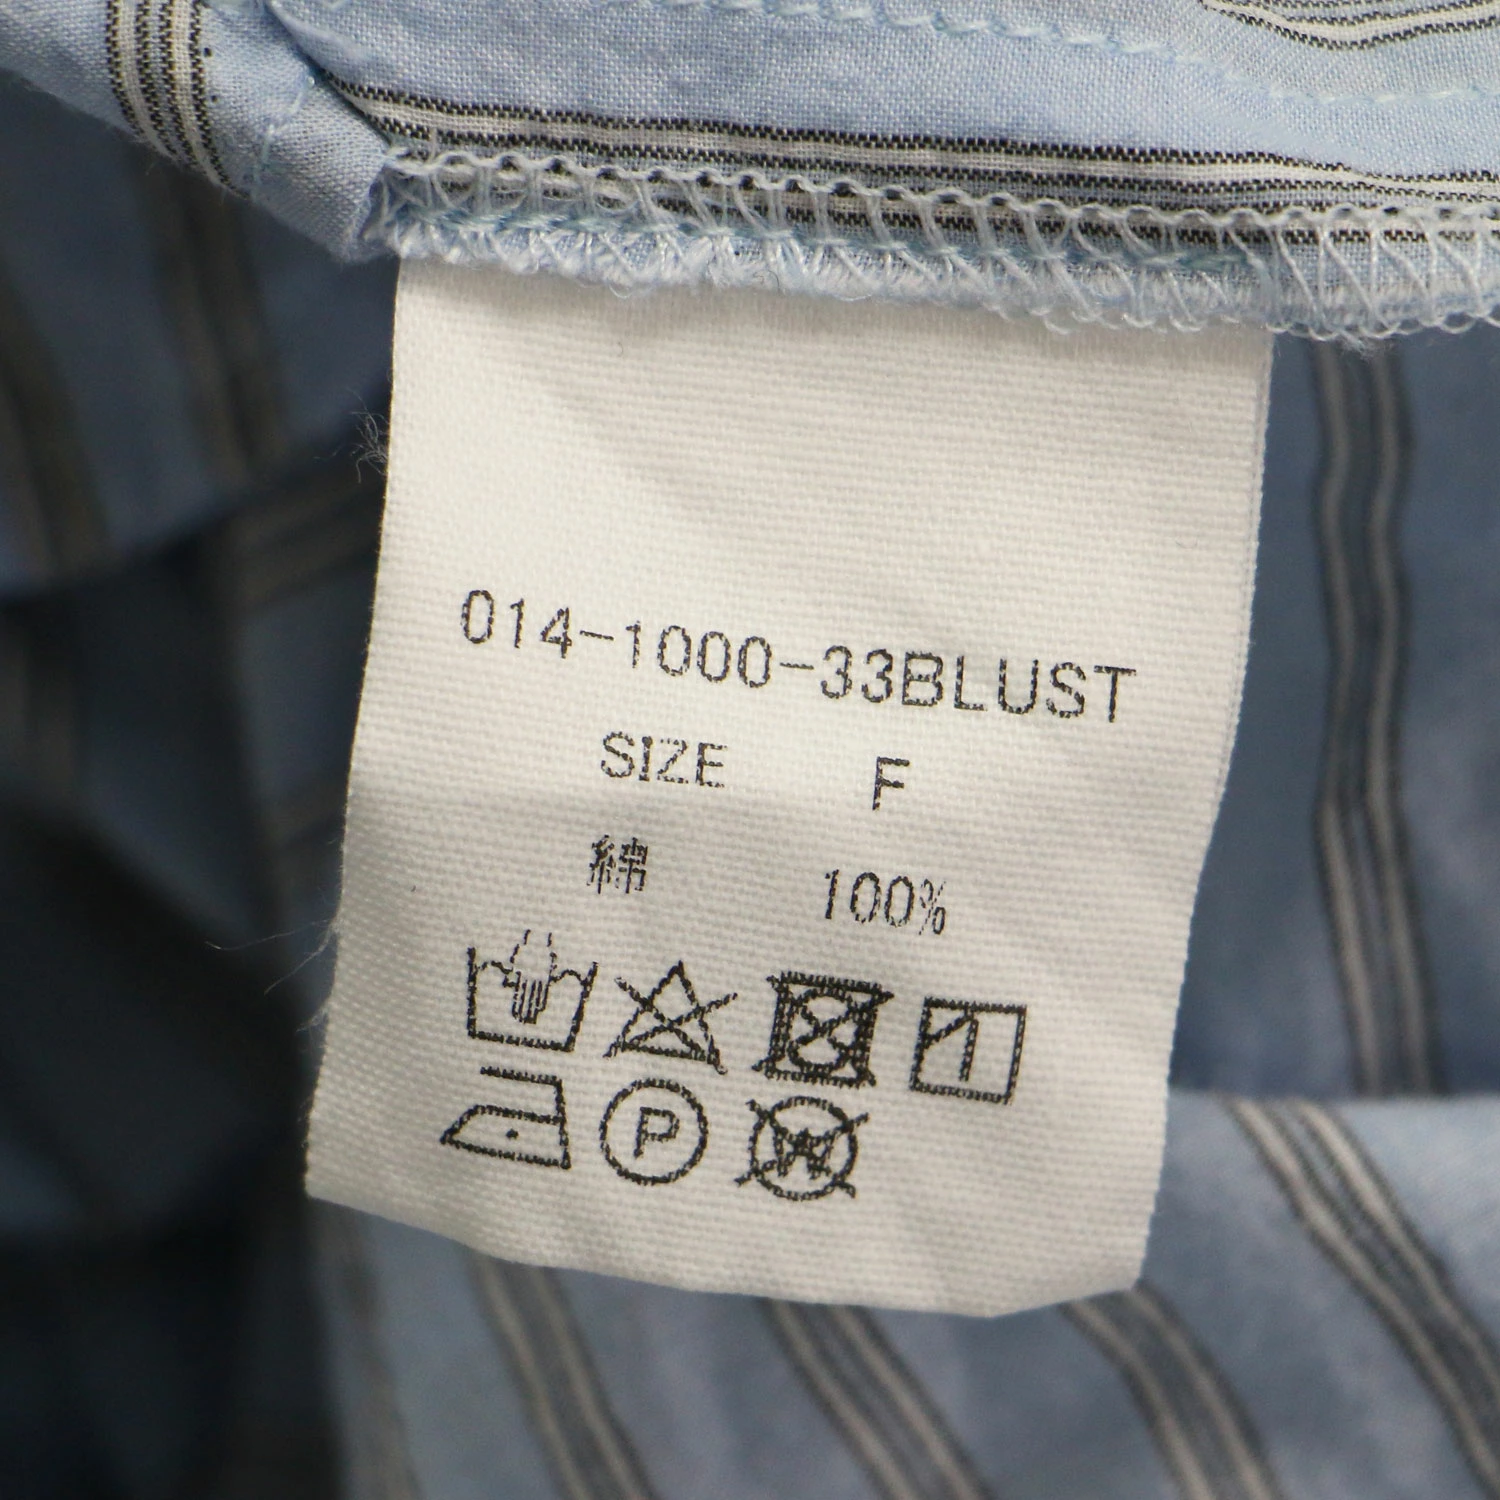 014-1000-33BLUST
SIZE F
綿 100%
P
W